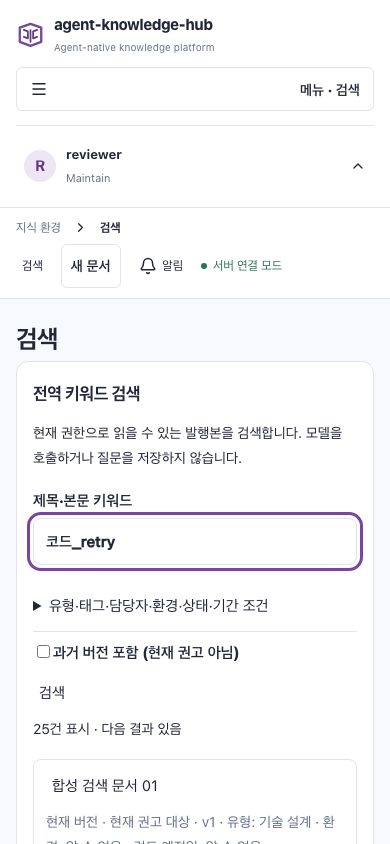 agent-knowledge-hub
Agent-native knowledge platform
메뉴 · 검색
R
reviewer
Maintain
지식 환경 > 검색
검색 새 문서 알림 서버 연결 모드
검색
전역 키워드 검색
현재 권한으로 읽을 수 있는 발행본을 검색합니다. 모델을
호출하거나 질문을 저장하지 않습니다.
제목·본문 키워드
코드_retry
유형·태그·담당자·환경·상태·기간 조건
과거 버전 포함 (현재 권고 아님)
검색
25건 표시 · 다음 결과 있음
합성 검색 문서 01
현재 버전 · 현재 권고 대상 · v1 · 유형: 기술 설계 · 환